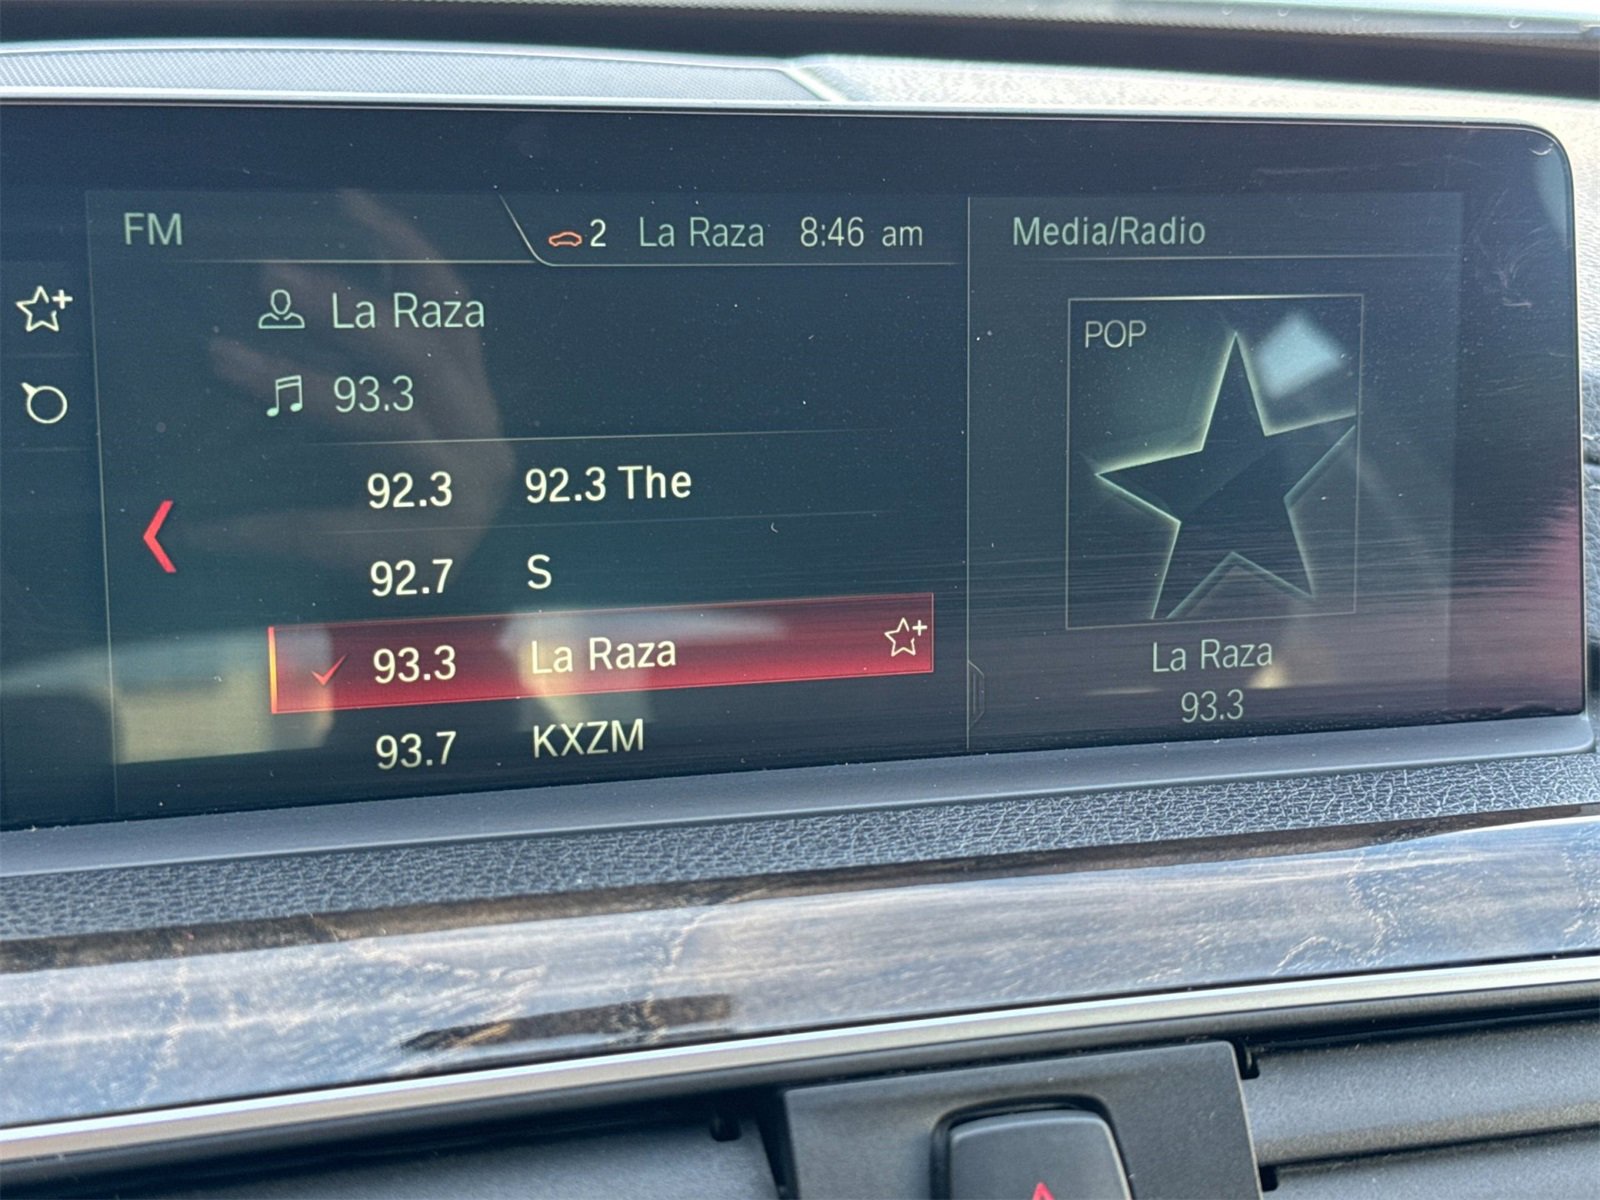 FM
2 La Raza 8:46 am
Media/Radio
La Raza
93.3
92.3 92.3 The
92.7 S
93.3 La Raza
93.7 KXZM
POP
La Raza
93.3